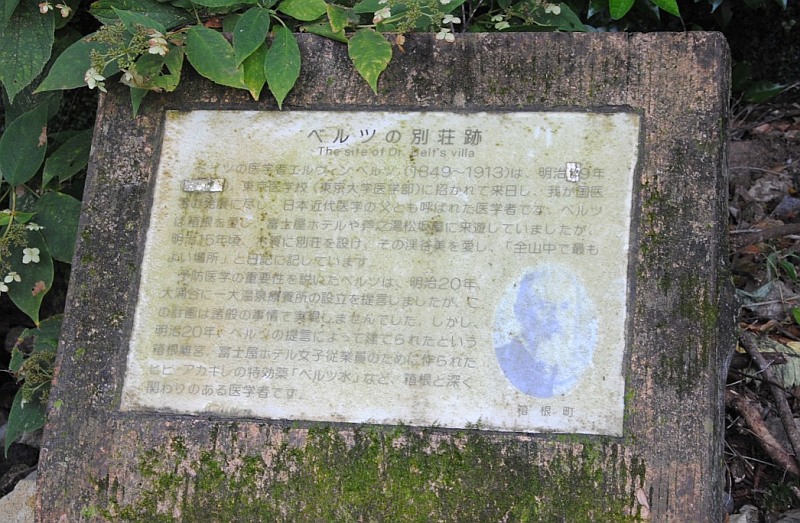 ベルツの別荘跡
The site of Dr. Belt's villa
ドイツの医学者エルヴィン・ベルツ(1849～1913)は、明治 9年
、東京医学校(東京大学医学部)に招かれて来日し、我が国医
学の発展に尽し、日本近代医学の父とも呼ばれた医学者です。ベルツ
は箱根を愛し、富士屋ホテルや芦之湯松坂屋に来遊していましたが、
明治15年頃、木賀に別荘を設け、その渓谷美を愛し、「全山中で最も
よい場所」と日記に記しています。
予防医学の重要性を説いたベルツは、明治20年、
大涌谷に一大温泉療養所の設立を提言しましたが、こ
の計画は諸般の事情で実現しませんでした。しかし、
明治20年、ベルツの提言によって建てられたという
箱根離宮、富士屋ホテル女子従業員のために作られた
ヒビ・アカギレの特効薬「ベルツ水」など、箱根と深く
関わりのある医学者です。
箱根町